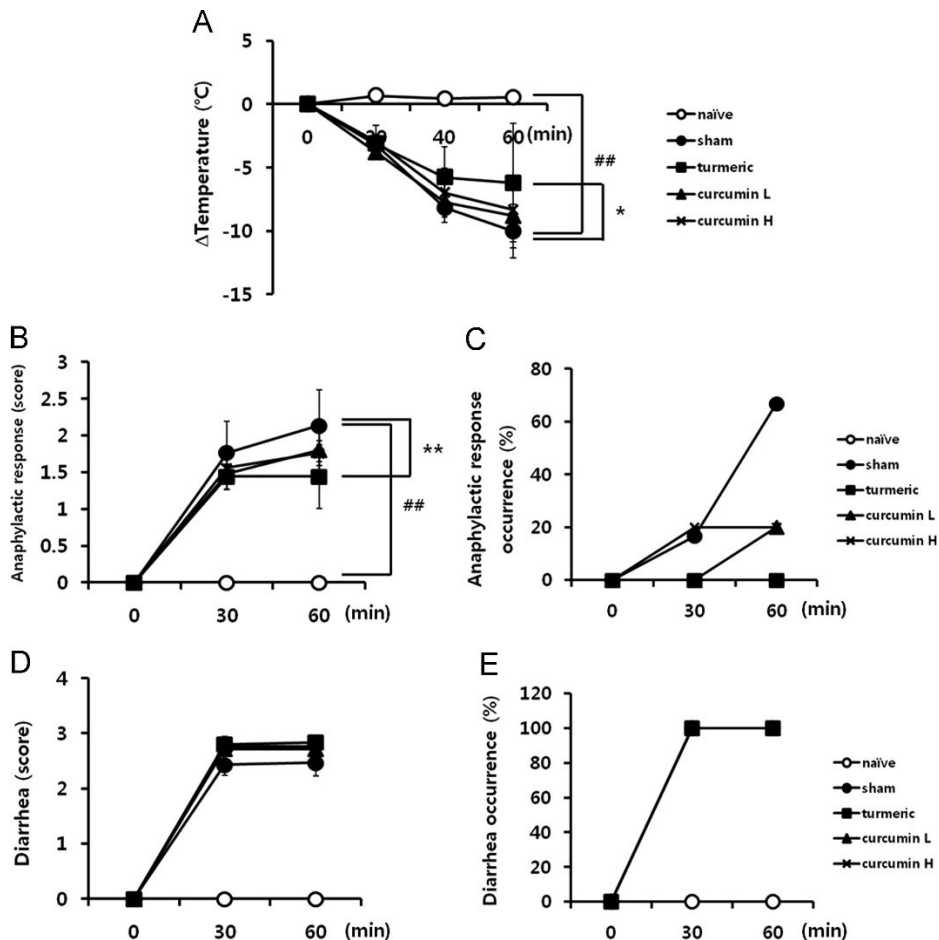 A
ΔTemperature (°C)
5
0
-5
-10
-15
0
20
40
60
(min)
##
*
naïve
sham
turmeric
curcumin L
curcumin H
B
Anaphylactic response (score)
3
2.5
2
1.5
1
0.5
0
0
30
60
(min)
**
##
C
Anaphylactic response
occurrence (%)
80
60
40
20
0
0
30
60
(min)
naïve
sham
turmeric
curcumin L
curcumin H
D
Diarrhea (score)
4
3
2
1
0
0
30
60
(min)
E
Diarrhea occurrence (%)
120
100
80
60
40
20
0
0
30
60
(min)
naïve
sham
turmeric
curcumin L
curcumin H